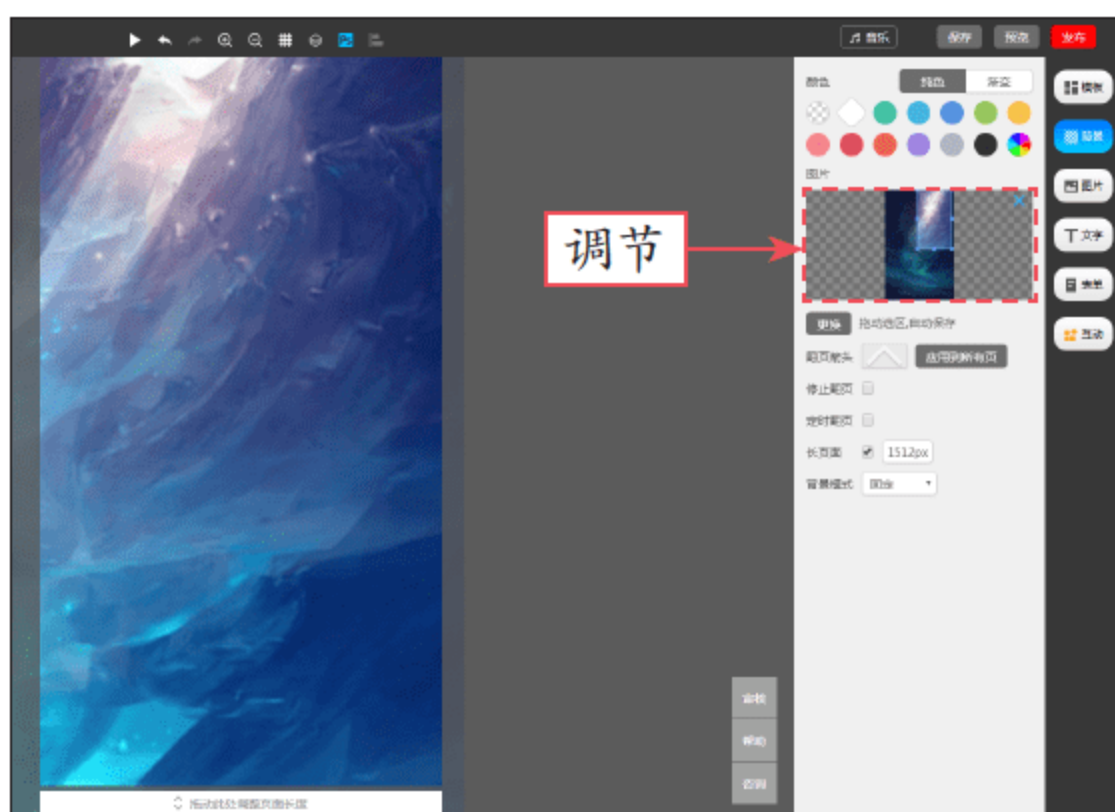 音乐
保存
预览
发布
颜色
纯色
渐变
模板
背景
图片
图片
文字
表单
互动
调节
更换
拖动选区,自动保存
翻页箭头
应用到所有页
停止翻页
定时翻页
长页面
1512px
背景模式
固定
帮助
拖动此处调整页面长度